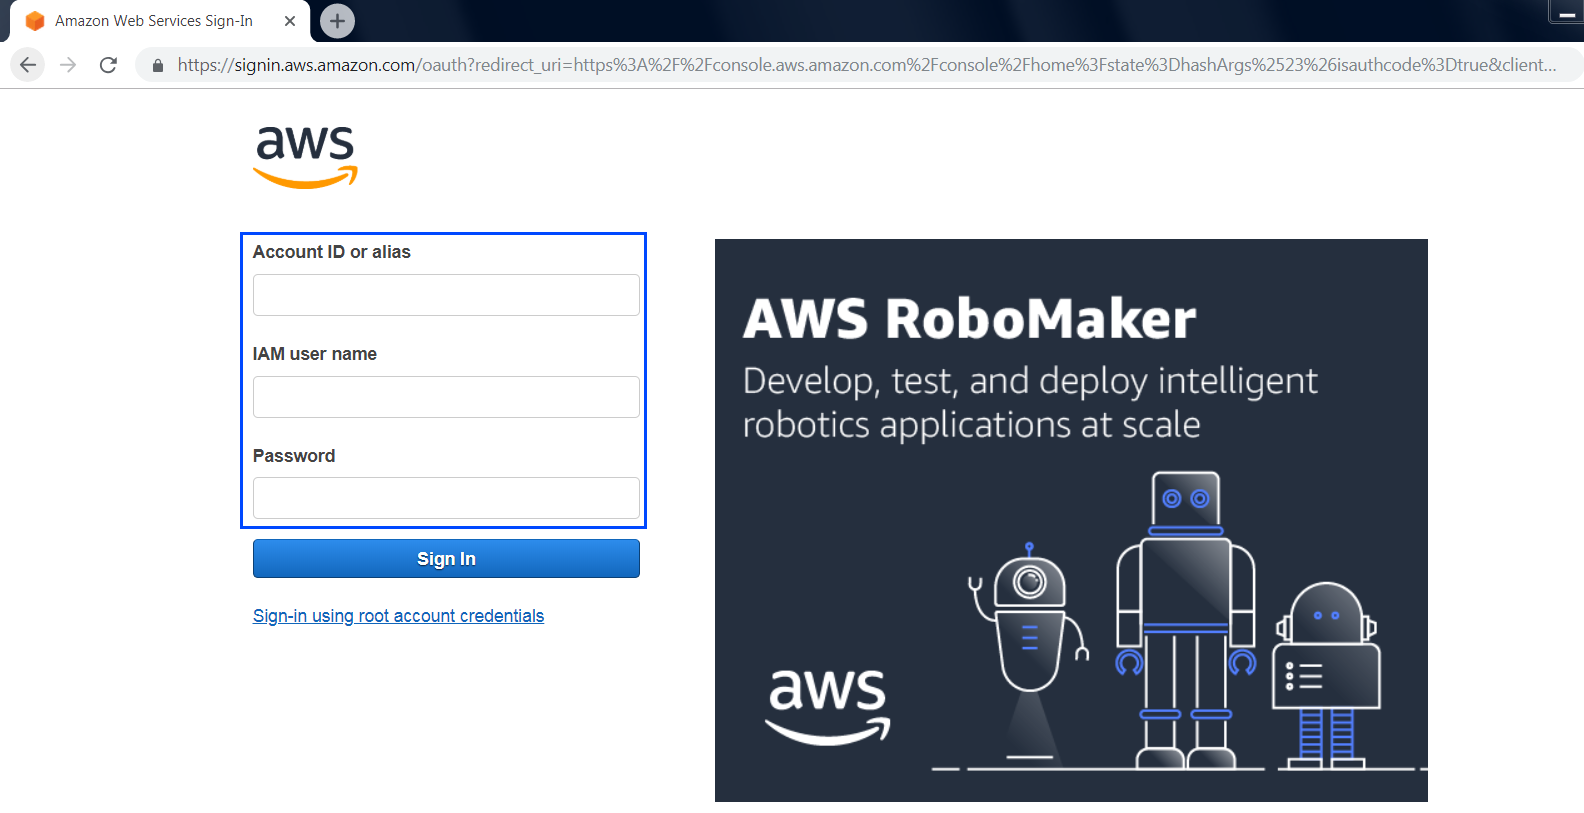 Amazon Web Services Sign-In
https://signin.aws.amazon.com/oauth?redirect_uri=https%3A%2F%2Fconsole.aws.amazon.com%2Fconsole%2Fhome%3Fstate%3DhashArgs%2523%26isauthcode%3Dtrue&client...
aws
Account ID or alias
IAM user name
Password
Sign In
Sign-in using root account credentials
AWS RoboMaker
Develop, test, and deploy intelligent
robotics applications at scale
aws